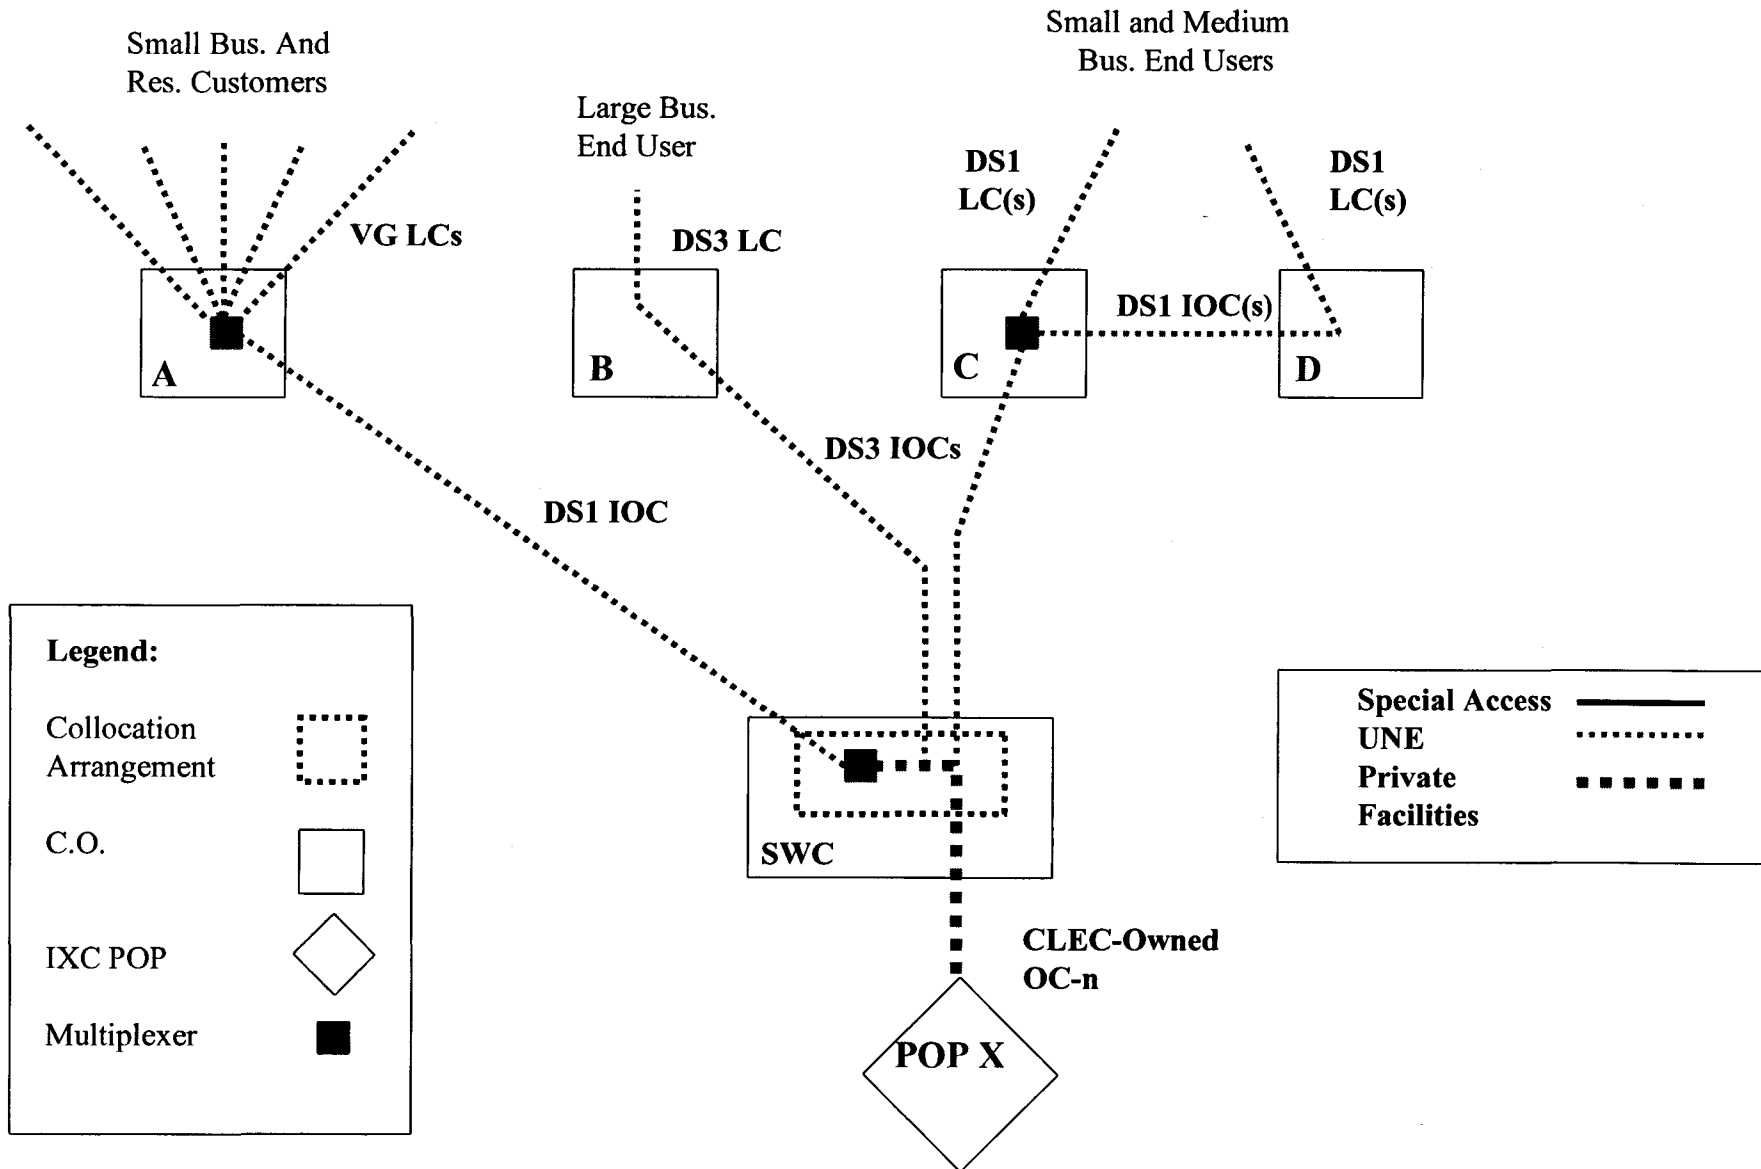 Small Bus. And
Res. Customers
Large Bus.
End User
Small and Medium
Bus. End Users
VG LCs
DS3 LC
DS1
LC(s)
DS1
LC(s)
DS1 IOC(s)
A
B
C
D
DS3 IOCs
DS1 IOC
SWC
CLEC-Owned
OC-n
POP X
Legend:
Collocation
Arrangement
C.O.
IXC POP
Multiplexer
Special Access
UNE
Private
Facilities